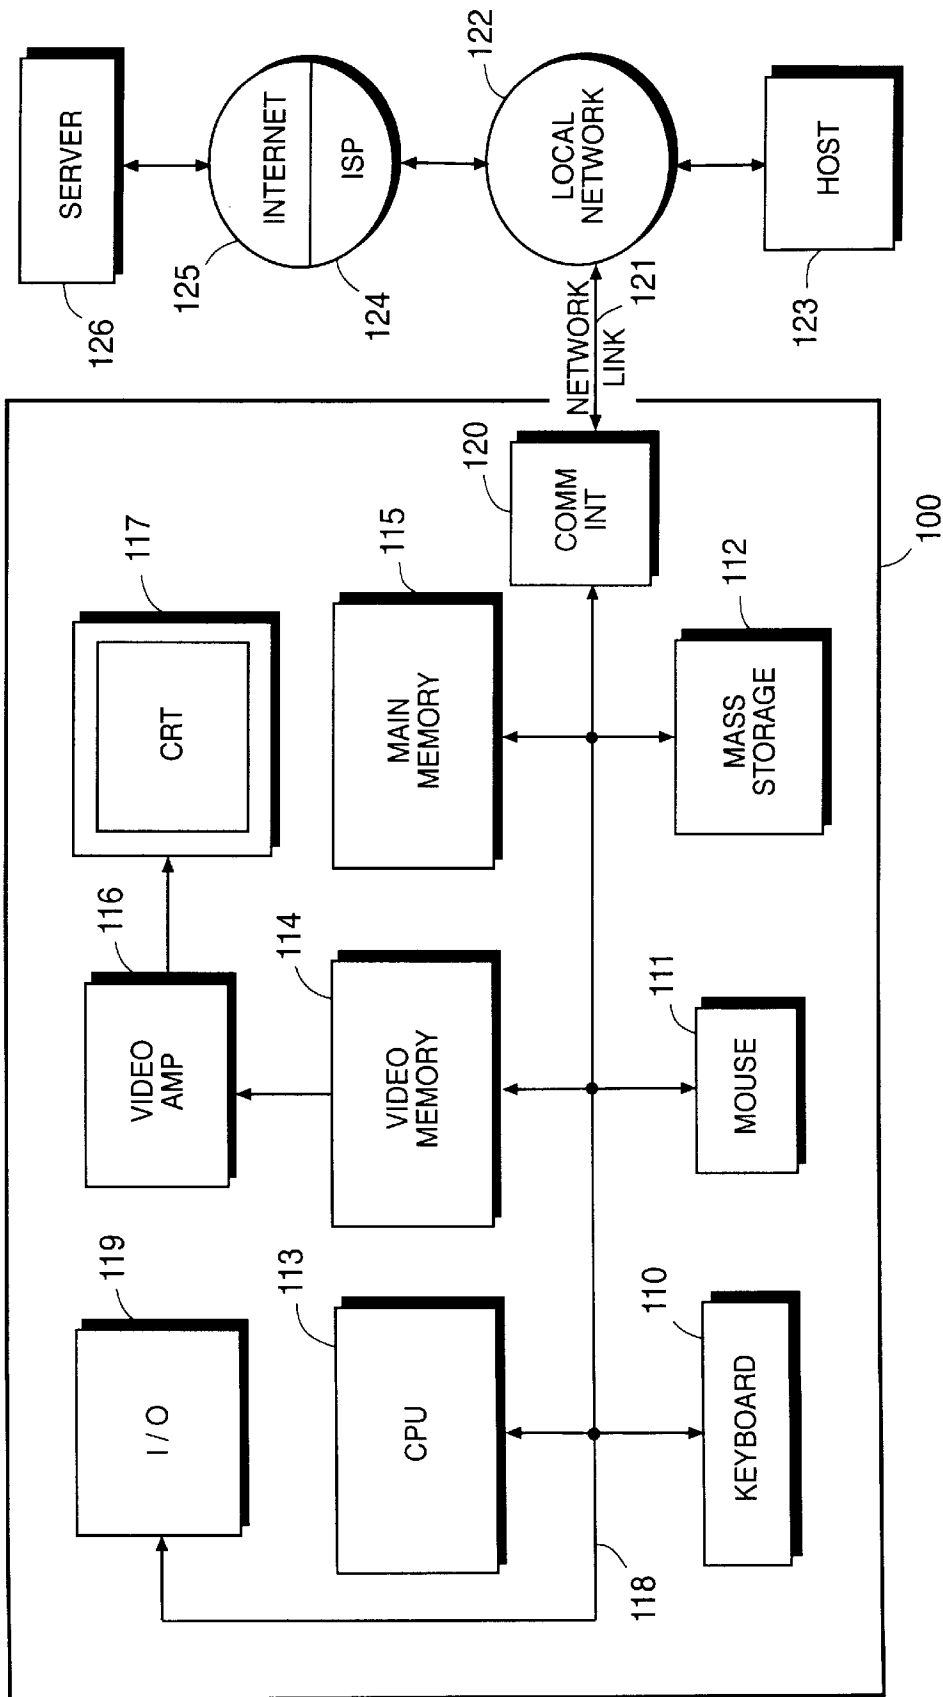 I / O
119
VIDEO
AMP
116
CRT
117
CPU
113
VIDEO
MEMORY
114
MAIN
MEMORY
115
118
KEYBOARD
110
MOUSE
111
MASS
STORAGE
112
COMM
INT
120
100
NETWORK
LINK
121
SERVER
126
INTERNET
125
ISP
124
LOCAL
NETWORK
122
HOST
123